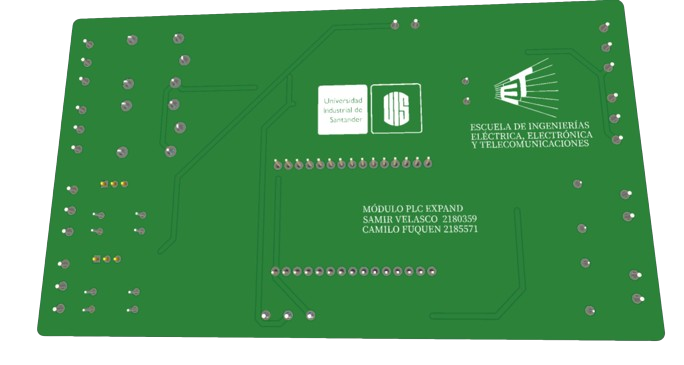 Universidad
Industrial de
Santander
UIS
ESCUELA DE INGENIERÍAS
ELÉCTRICA, ELECTRÓNICA
Y TELECOMUNICACIONES
MÓDULO PLC EXPAND
SAMIR VELASCO 2180359
CAMILO FUQUEN 2185571